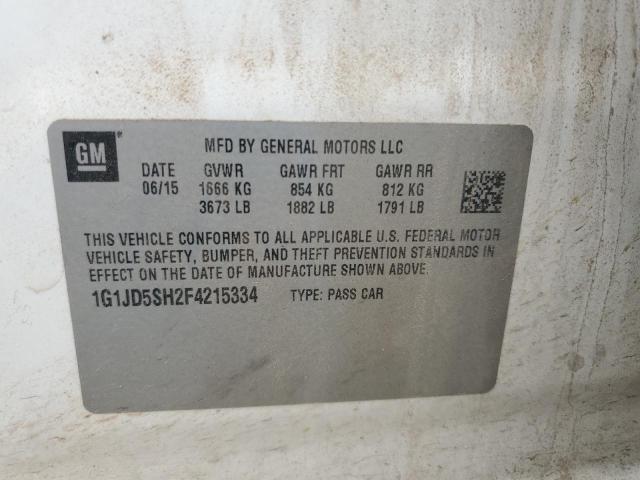 GM
MFD BY GENERAL MOTORS LLC
DATE GVWR GAWR FRT GAWR RR
06/15 1666 KG 854 KG 812 KG
3673 LB 1882 LB 1791 LB
THIS VEHICLE CONFORMS TO ALL APPLICABLE U.S. FEDERAL MOTOR
VEHICLE SAFETY, BUMPER, AND THEFT PREVENTION STANDARDS IN
EFFECT ON THE DATE OF MANUFACTURE SHOWN ABOVE.
1G1JD5SH2F4215334 TYPE: PASS CAR